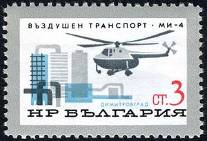 ВЪЗДУШЕН ТРАНСПОРТ · МИ-4
СТ. 3
ДИМИТРОВГРАД
НР БЪЛГАРИЯ